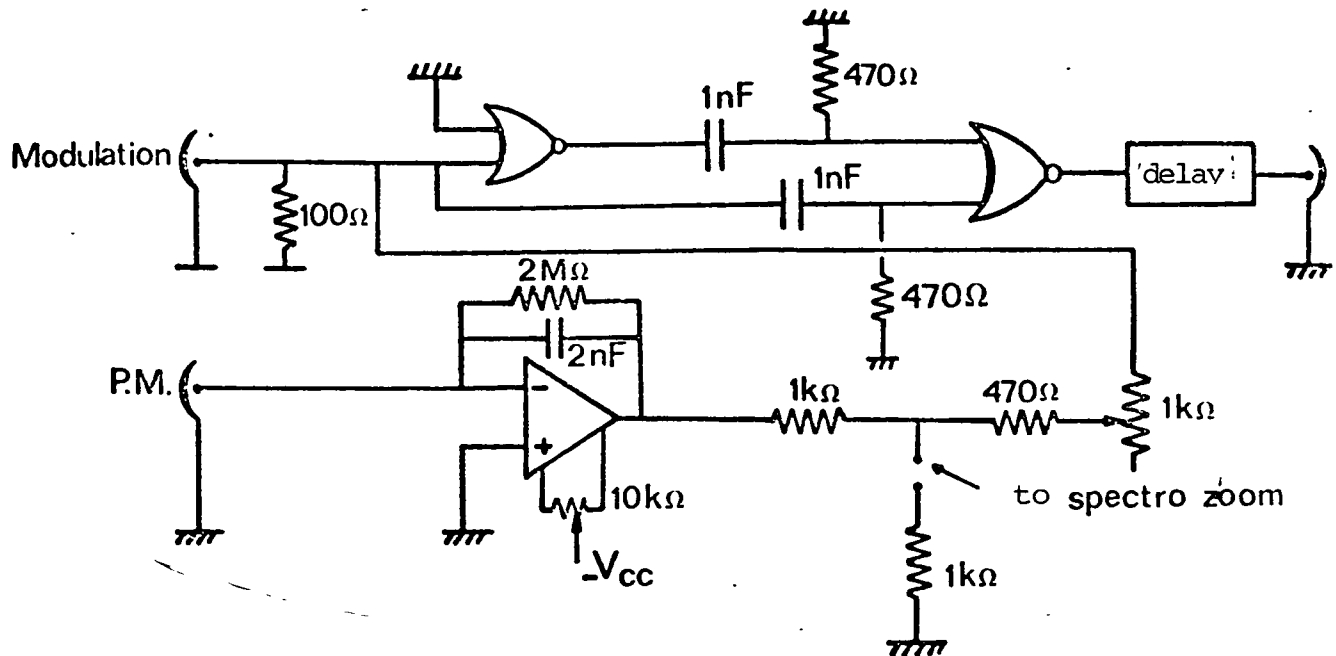 470Ω
1nF
Modulation
1nF
'delay'
100Ω
2MΩ
470Ω
2nF
P.M.
1kΩ
470Ω
1kΩ
10kΩ
to spectro zoom
-Vcc
1kΩ